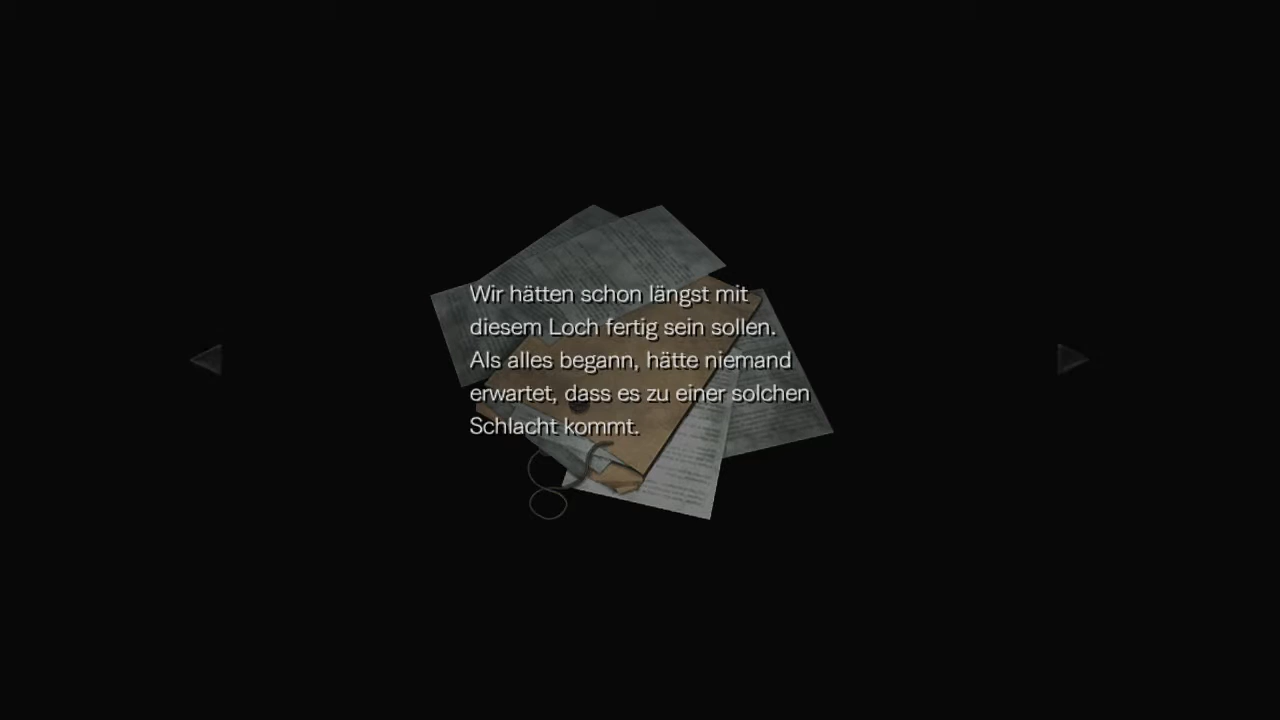 Wir hätten schon längst mit
diesem Loch fertig sein sollen.
Als alles begann, hätte niemand
erwartet, dass es zu einer solchen
Schlacht kommt.